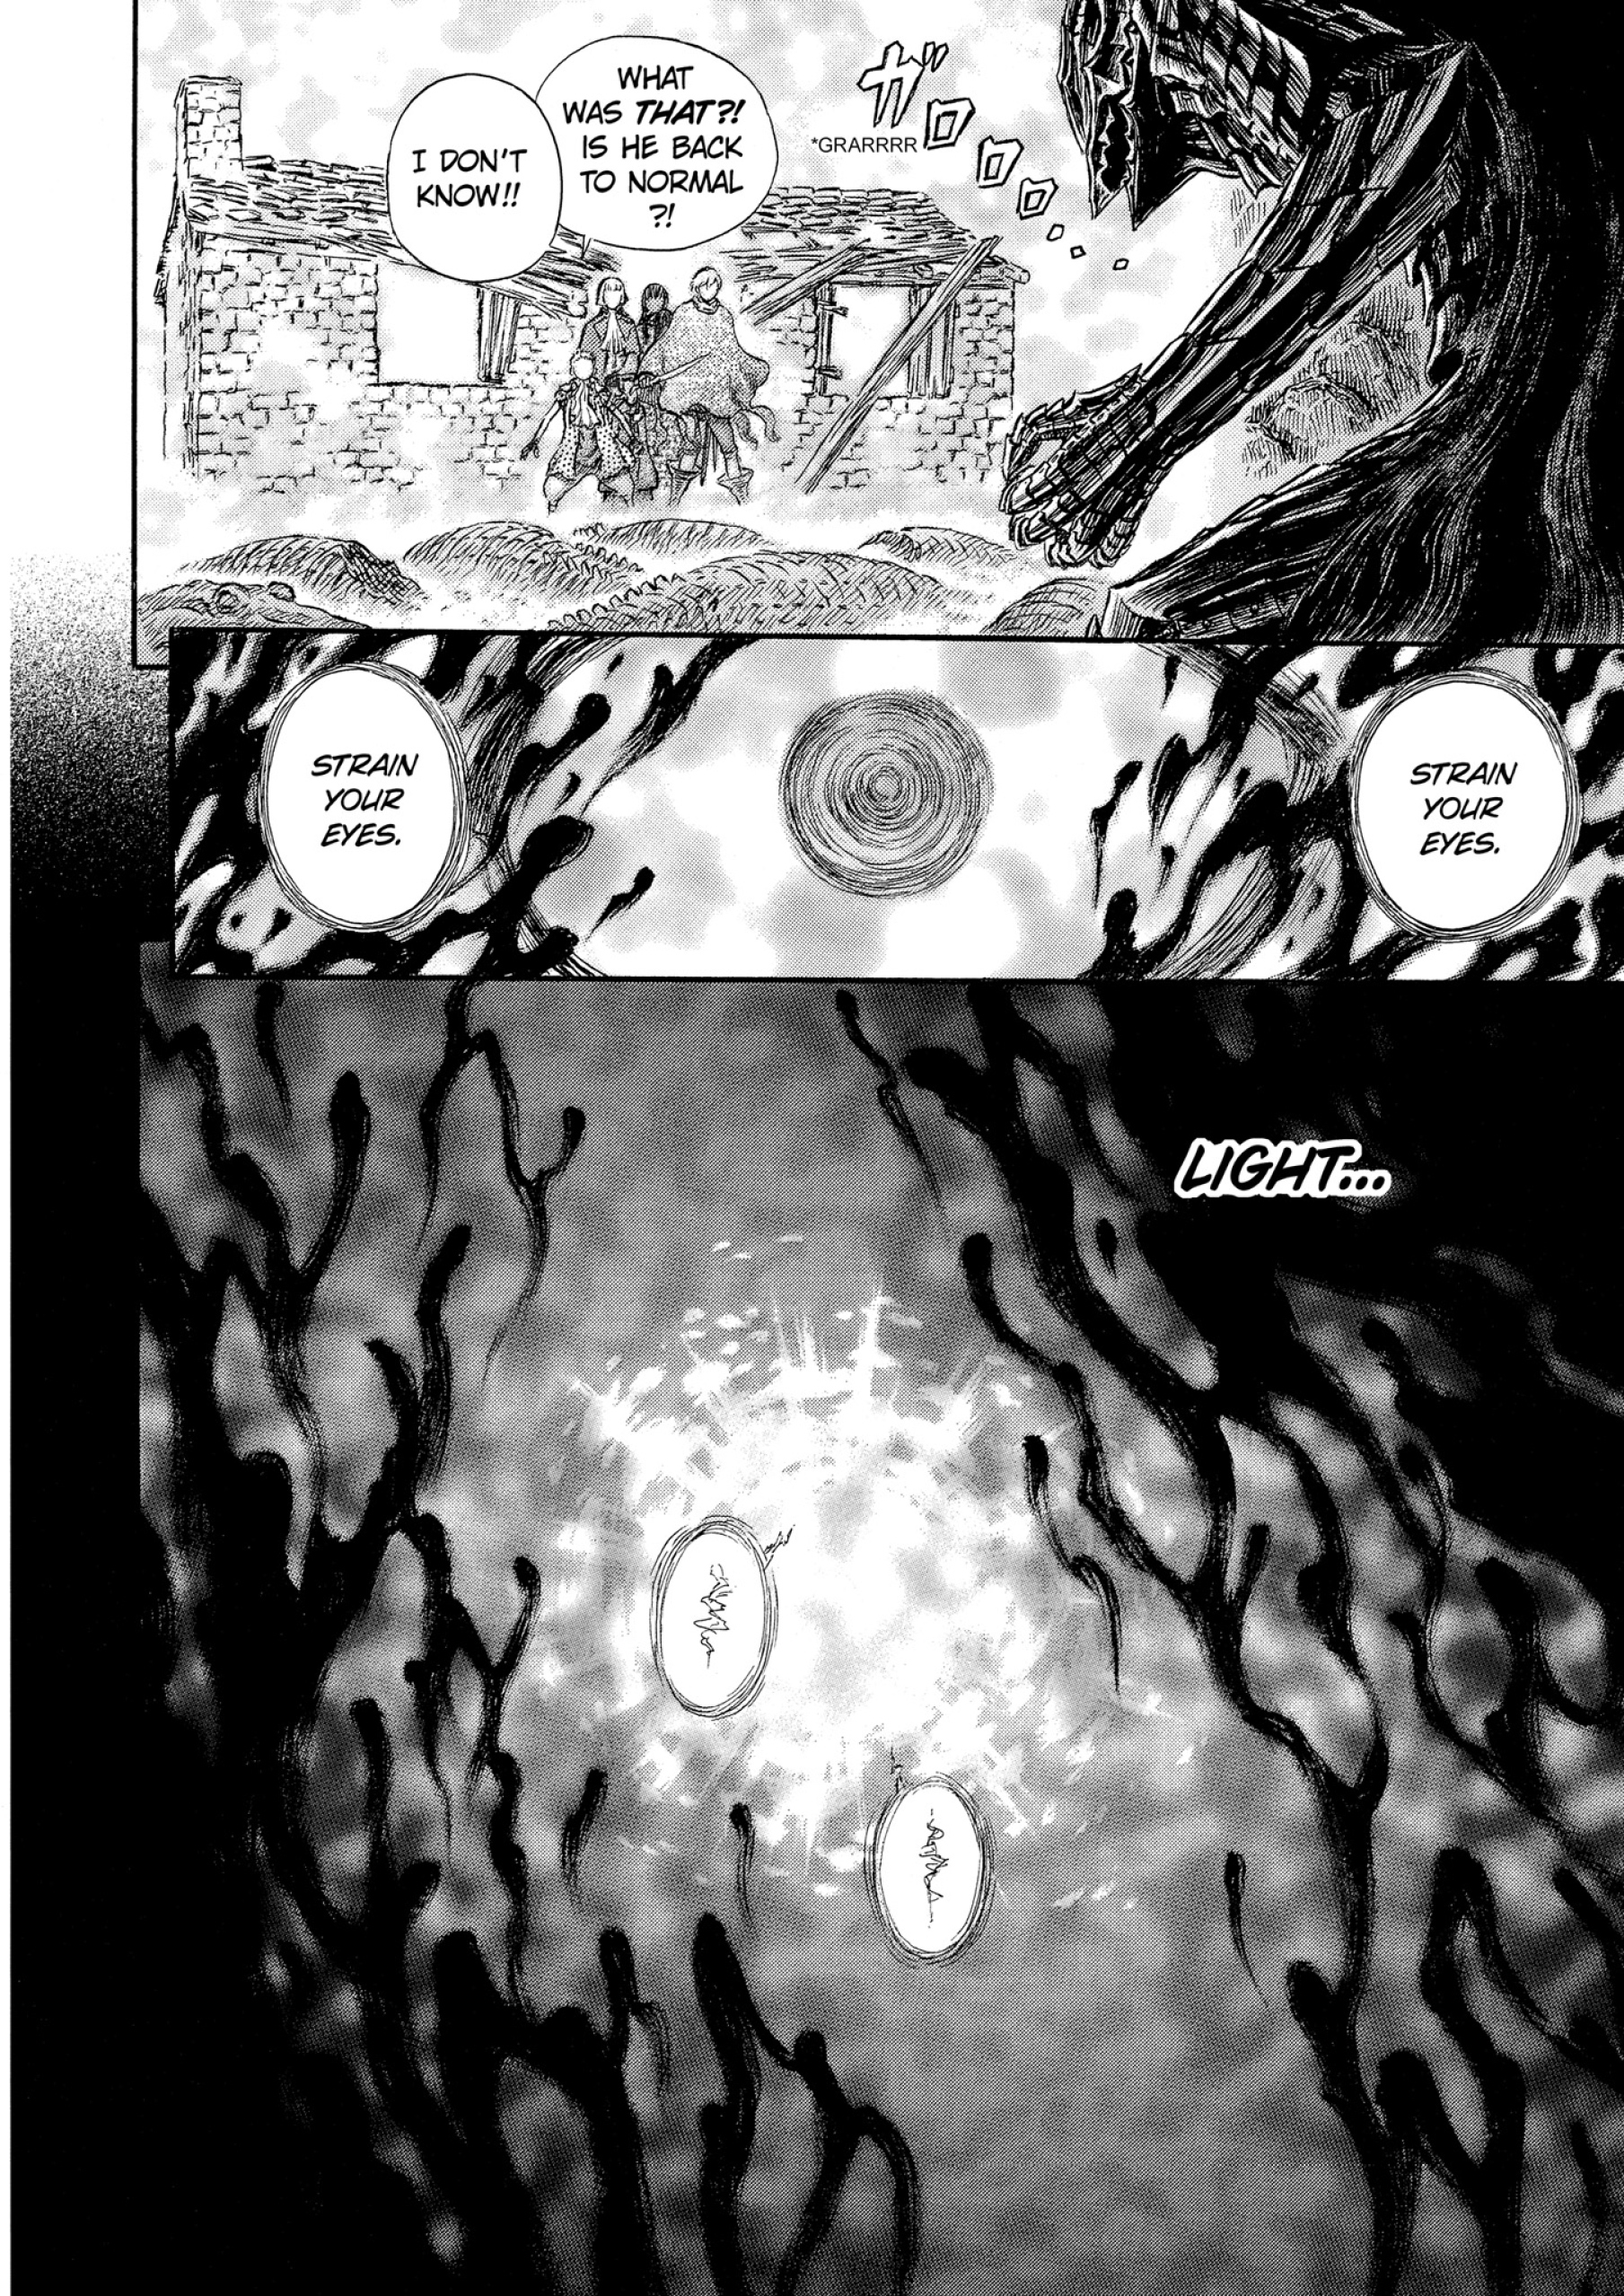 WHAT
WAS THAT?!
IS HE BACK
TO NORMAL
?!
I DON'T
KNOW!!
ガロロロ
*GRARRRR
STRAIN
YOUR
EYES.
STRAIN
YOUR
EYES.
LIGHT...